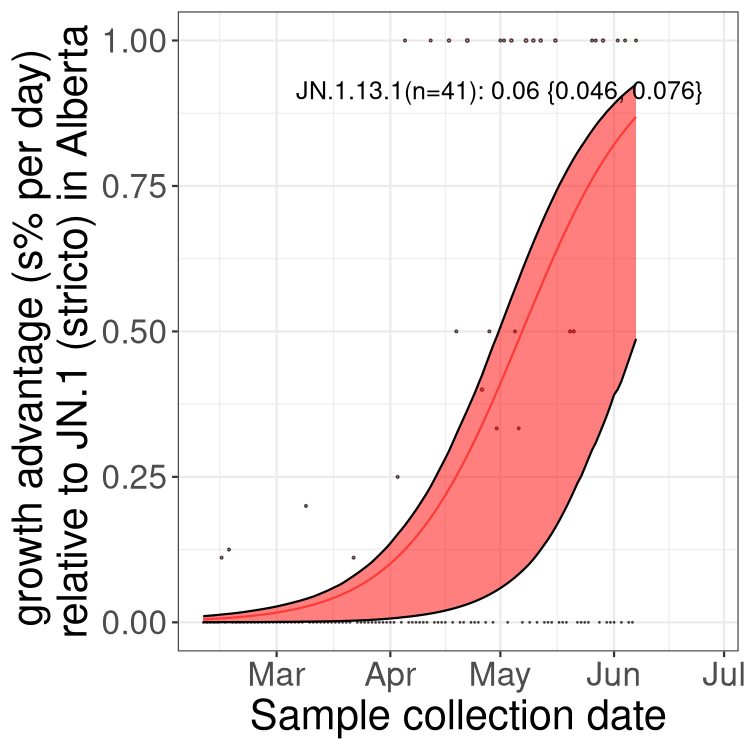 growth advantage (s% per day)
relative to JN.1 (stricto) in Alberta
1.00
0.75
0.50
0.25
0.00
JN.1.13.1(n=41): 0.06 {0.046, 0.076}
Mar Apr May Jun Jul
Sample collection date